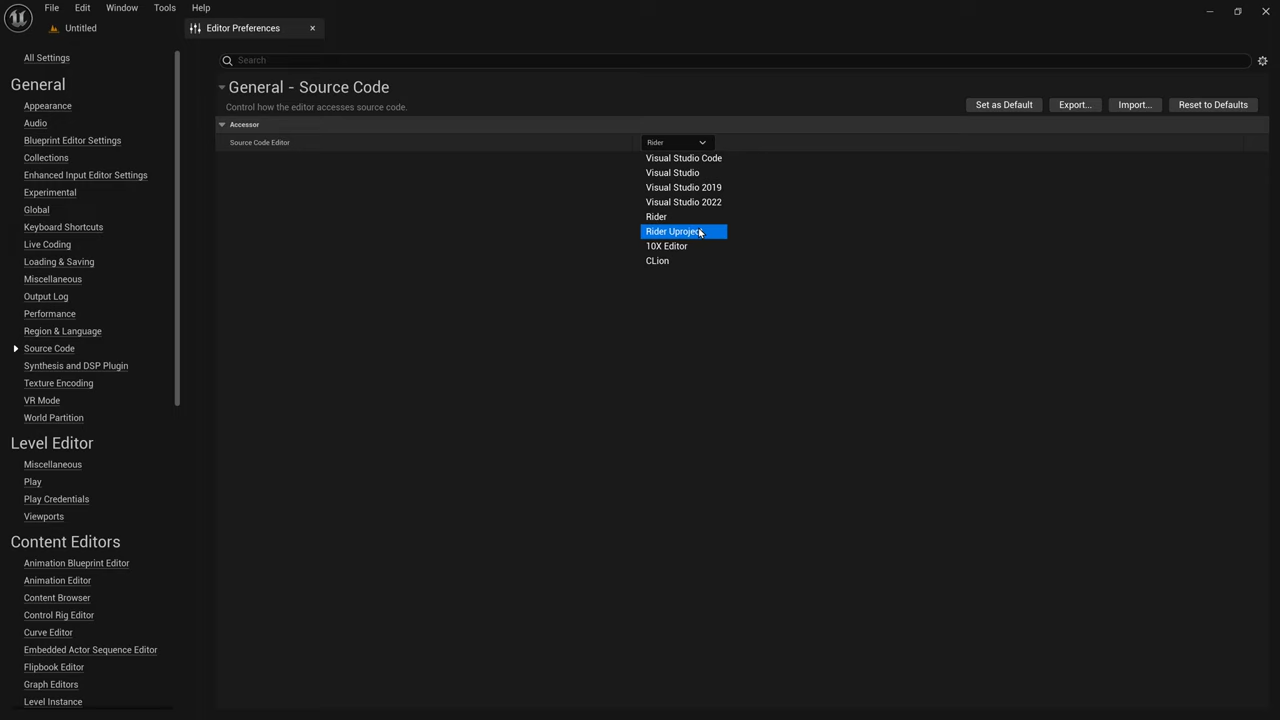 File Edit Window Tools Help
Untitled
Editor Preferences
Search
All Settings
General
Appearance
Audio
Blueprint Editor Settings
Collections
Enhanced Input Editor Settings
Experimental
Global
Keyboard Shortcuts
Live Coding
Loading & Saving
Miscellaneous
Output Log
Performance
Region & Language
Source Code
Synthesis and DSP Plugin
Texture Encoding
VR Mode
World Partition
Level Editor
Miscellaneous
Play
Play Credentials
Viewports
Content Editors
Animation Blueprint Editor
Animation Editor
Content Browser
Control Rig Editor
Curve Editor
Embedded Actor Sequence Editor
Flipbook Editor
Graph Editors
Level Instance
General - Source Code
Control how the editor accesses source code.
Set as Default Export... Import... Reset to Defaults
Accessor
Source Code Editor Rider
Visual Studio Code
Visual Studio
Visual Studio 2019
Visual Studio 2022
Rider
Rider Uproject
10X Editor
CLion